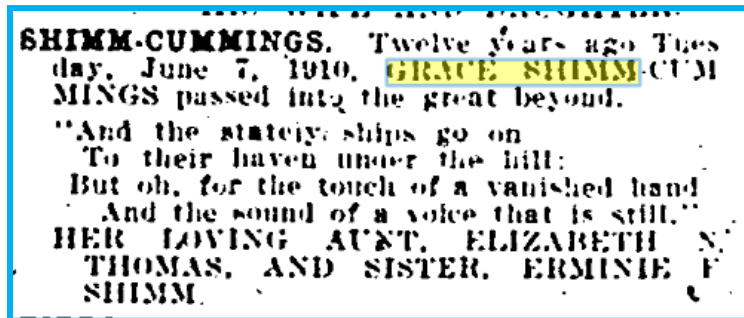 SHIMM-CUMMINGS. Twelve years ago Tues
day, June 7, 1910, GRACE SHIMM-CUM
MINGS passed into the great beyond.
"And the stately ships go on
To their haven under the hill;
But oh, for the touch of a vanished hand
And the sound of a voice that is still."
HER LOVING AUNT, ELIZABETH N.
THOMAS, AND SISTER, ERMINIE F
SHIMM.